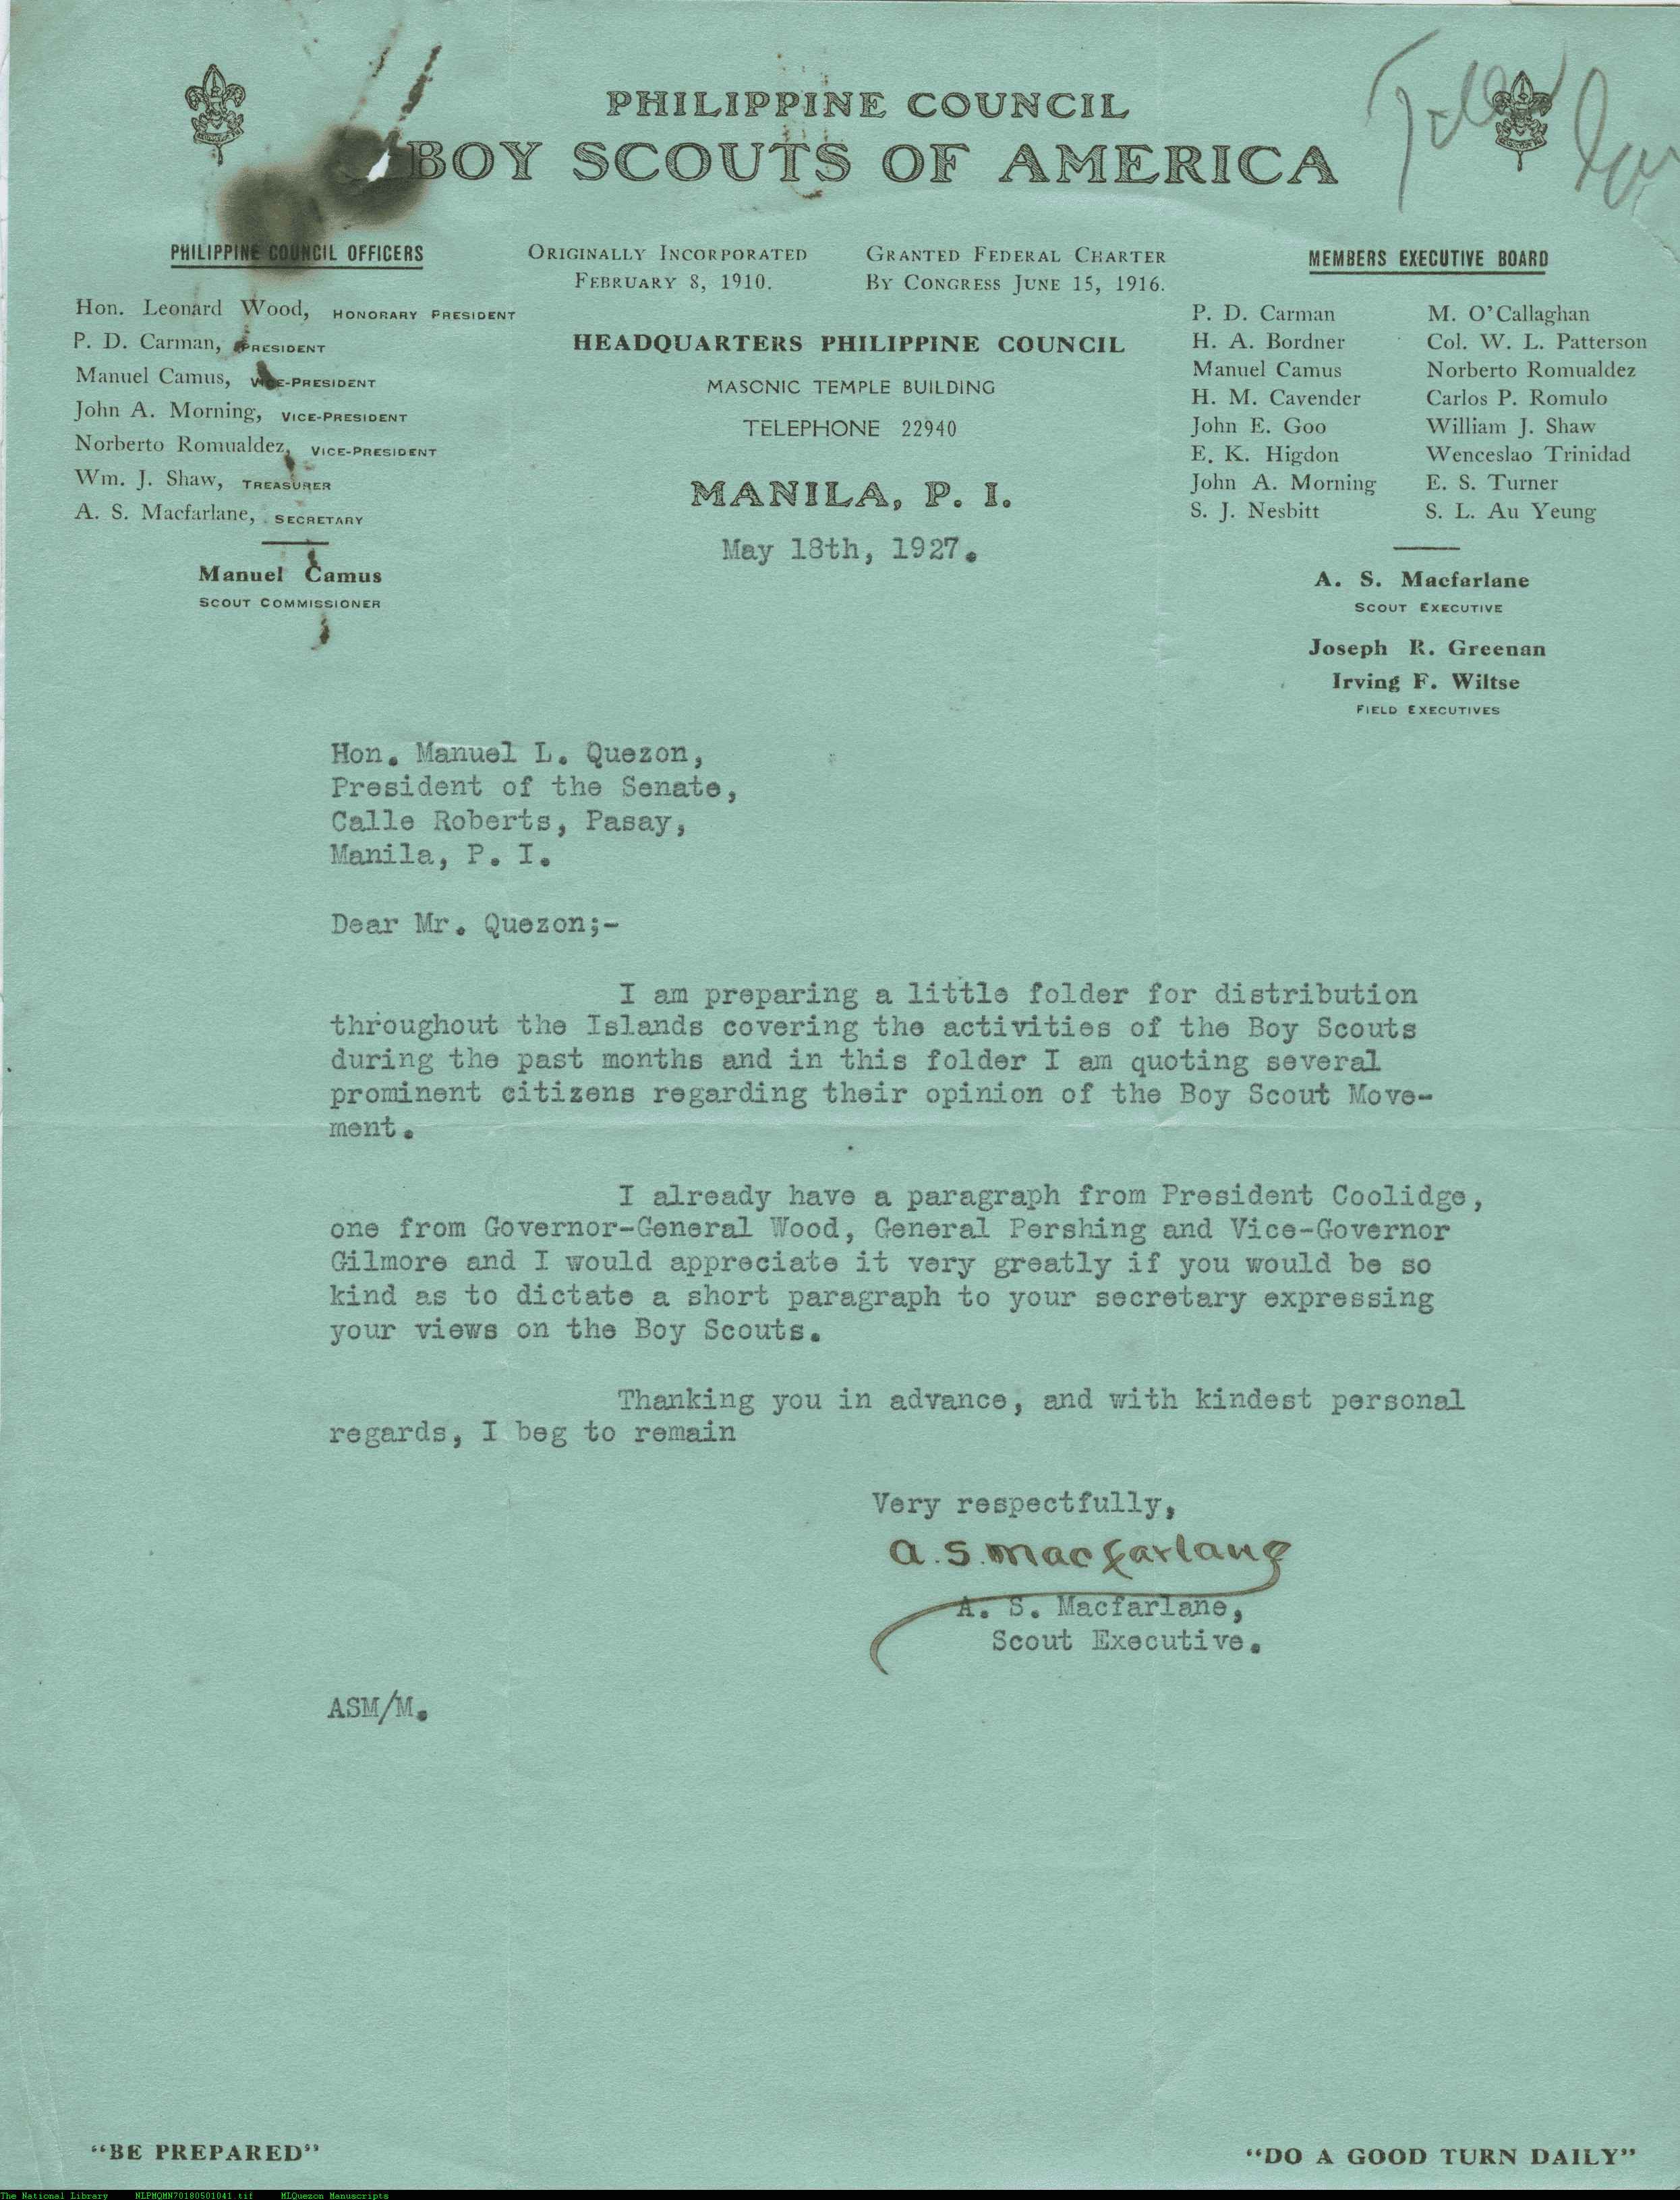 PHILIPPINE COUNCIL
BOY SCOUTS OF AMERICA
PHILIPPINE COUNCIL OFFICERS
Hon. Leonard Wood, HONORARY PRESIDENT
P. D. Carman, PRESIDENT
Manuel Camus, VICE-PRESIDENT
John A. Morning, VICE-PRESIDENT
Norberto Romualdez, VICE-PRESIDENT
Wm. J. Shaw, TREASURER
A. S. Macfarlane, SECRETARY
Manuel Camus
SCOUT COMMISSIONER
ORIGINALLY INCORPORATED
FEBRUARY 8, 1910.
GRANTED FEDERAL CHARTER
BY CONGRESS JUNE 15, 1916.
HEADQUARTERS PHILIPPINE COUNCIL
MASONIC TEMPLE BUILDING
TELEPHONE 22940
MANILA, P. I.
May 18th, 1927.
MEMBERS EXECUTIVE BOARD
P. D. Carman
H. A. Bordner
Manuel Camus
H. M. Cavender
John E. Goo
E. K. Higdon
John A. Morning
S. J. Nesbitt
M. O'Callaghan
Col. W. L. Patterson
Norberto Romualdez
Carlos P. Romulo
William J. Shaw
Wenceslao Trinidad
E. S. Turner
S. L. Au Yeung
A. S. Macfarlane
SCOUT EXECUTIVE
Joseph R. Greenan
Irving F. Wiltse
FIELD EXECUTIVES
Hon. Manuel L. Quezon,
President of the Senate,
Calle Roberts, Pasay,
Manila, P. I.
Dear Mr. Quezon;-
I am preparing a little folder for distribution
throughout the Islands covering the activities of the Boy Scouts
during the past months and in this folder I am quoting several
prominent citizens regarding their opinion of the Boy Scout Move-
ment.
I already have a paragraph from President Coolidge,
one from Governor-General Wood, General Pershing and Vice-Governor
Gilmore and I would appreciate it very greatly if you would be so
kind as to dictate a short paragraph to your secretary expressing
your views on the Boy Scouts.
Thanking you in advance, and with kindest personal
regards, I beg to remain
Very respectfully,
A. S. Macfarlane
A. S. Macfarlane,
Scout Executive.
ASM/M.
"BE PREPARED"
"DO A GOOD TURN DAILY"
The National Library NLPMQMN70180501041.tif MLQuezon Manuscripts